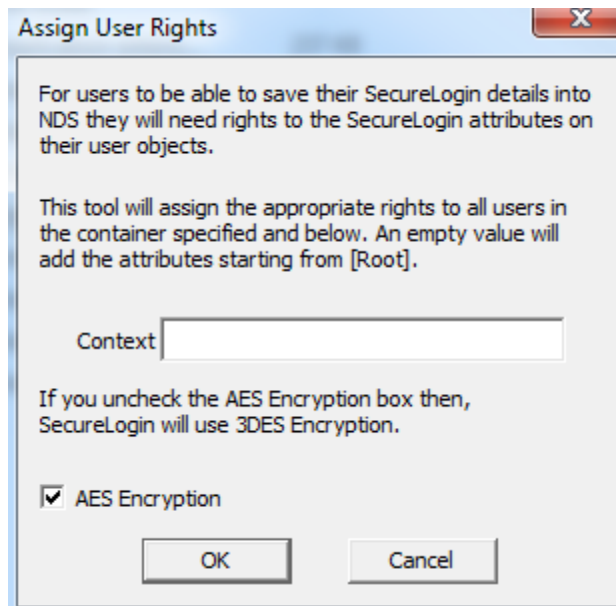 Assign User Rights
For users to be able to save their SecureLogin details into
NDS they will need rights to the SecureLogin attributes on
their user objects.
This tool will assign the appropriate rights to all users in
the container specified and below. An empty value will
add the attributes starting from [Root].
Context
If you uncheck the AES Encryption box then,
SecureLogin will use 3DES Encryption.
AES Encryption
OK Cancel